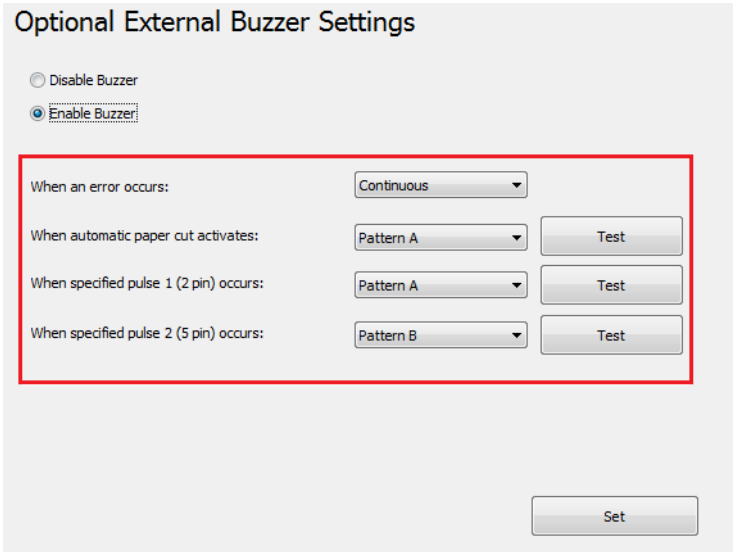 Optional External Buzzer Settings
Disable Buzzer
Enable Buzzer
When an error occurs: Continuous
When automatic paper cut activates: Pattern A Test
When specified pulse 1 (2 pin) occurs: Pattern A Test
When specified pulse 2 (5 pin) occurs: Pattern B Test
Set